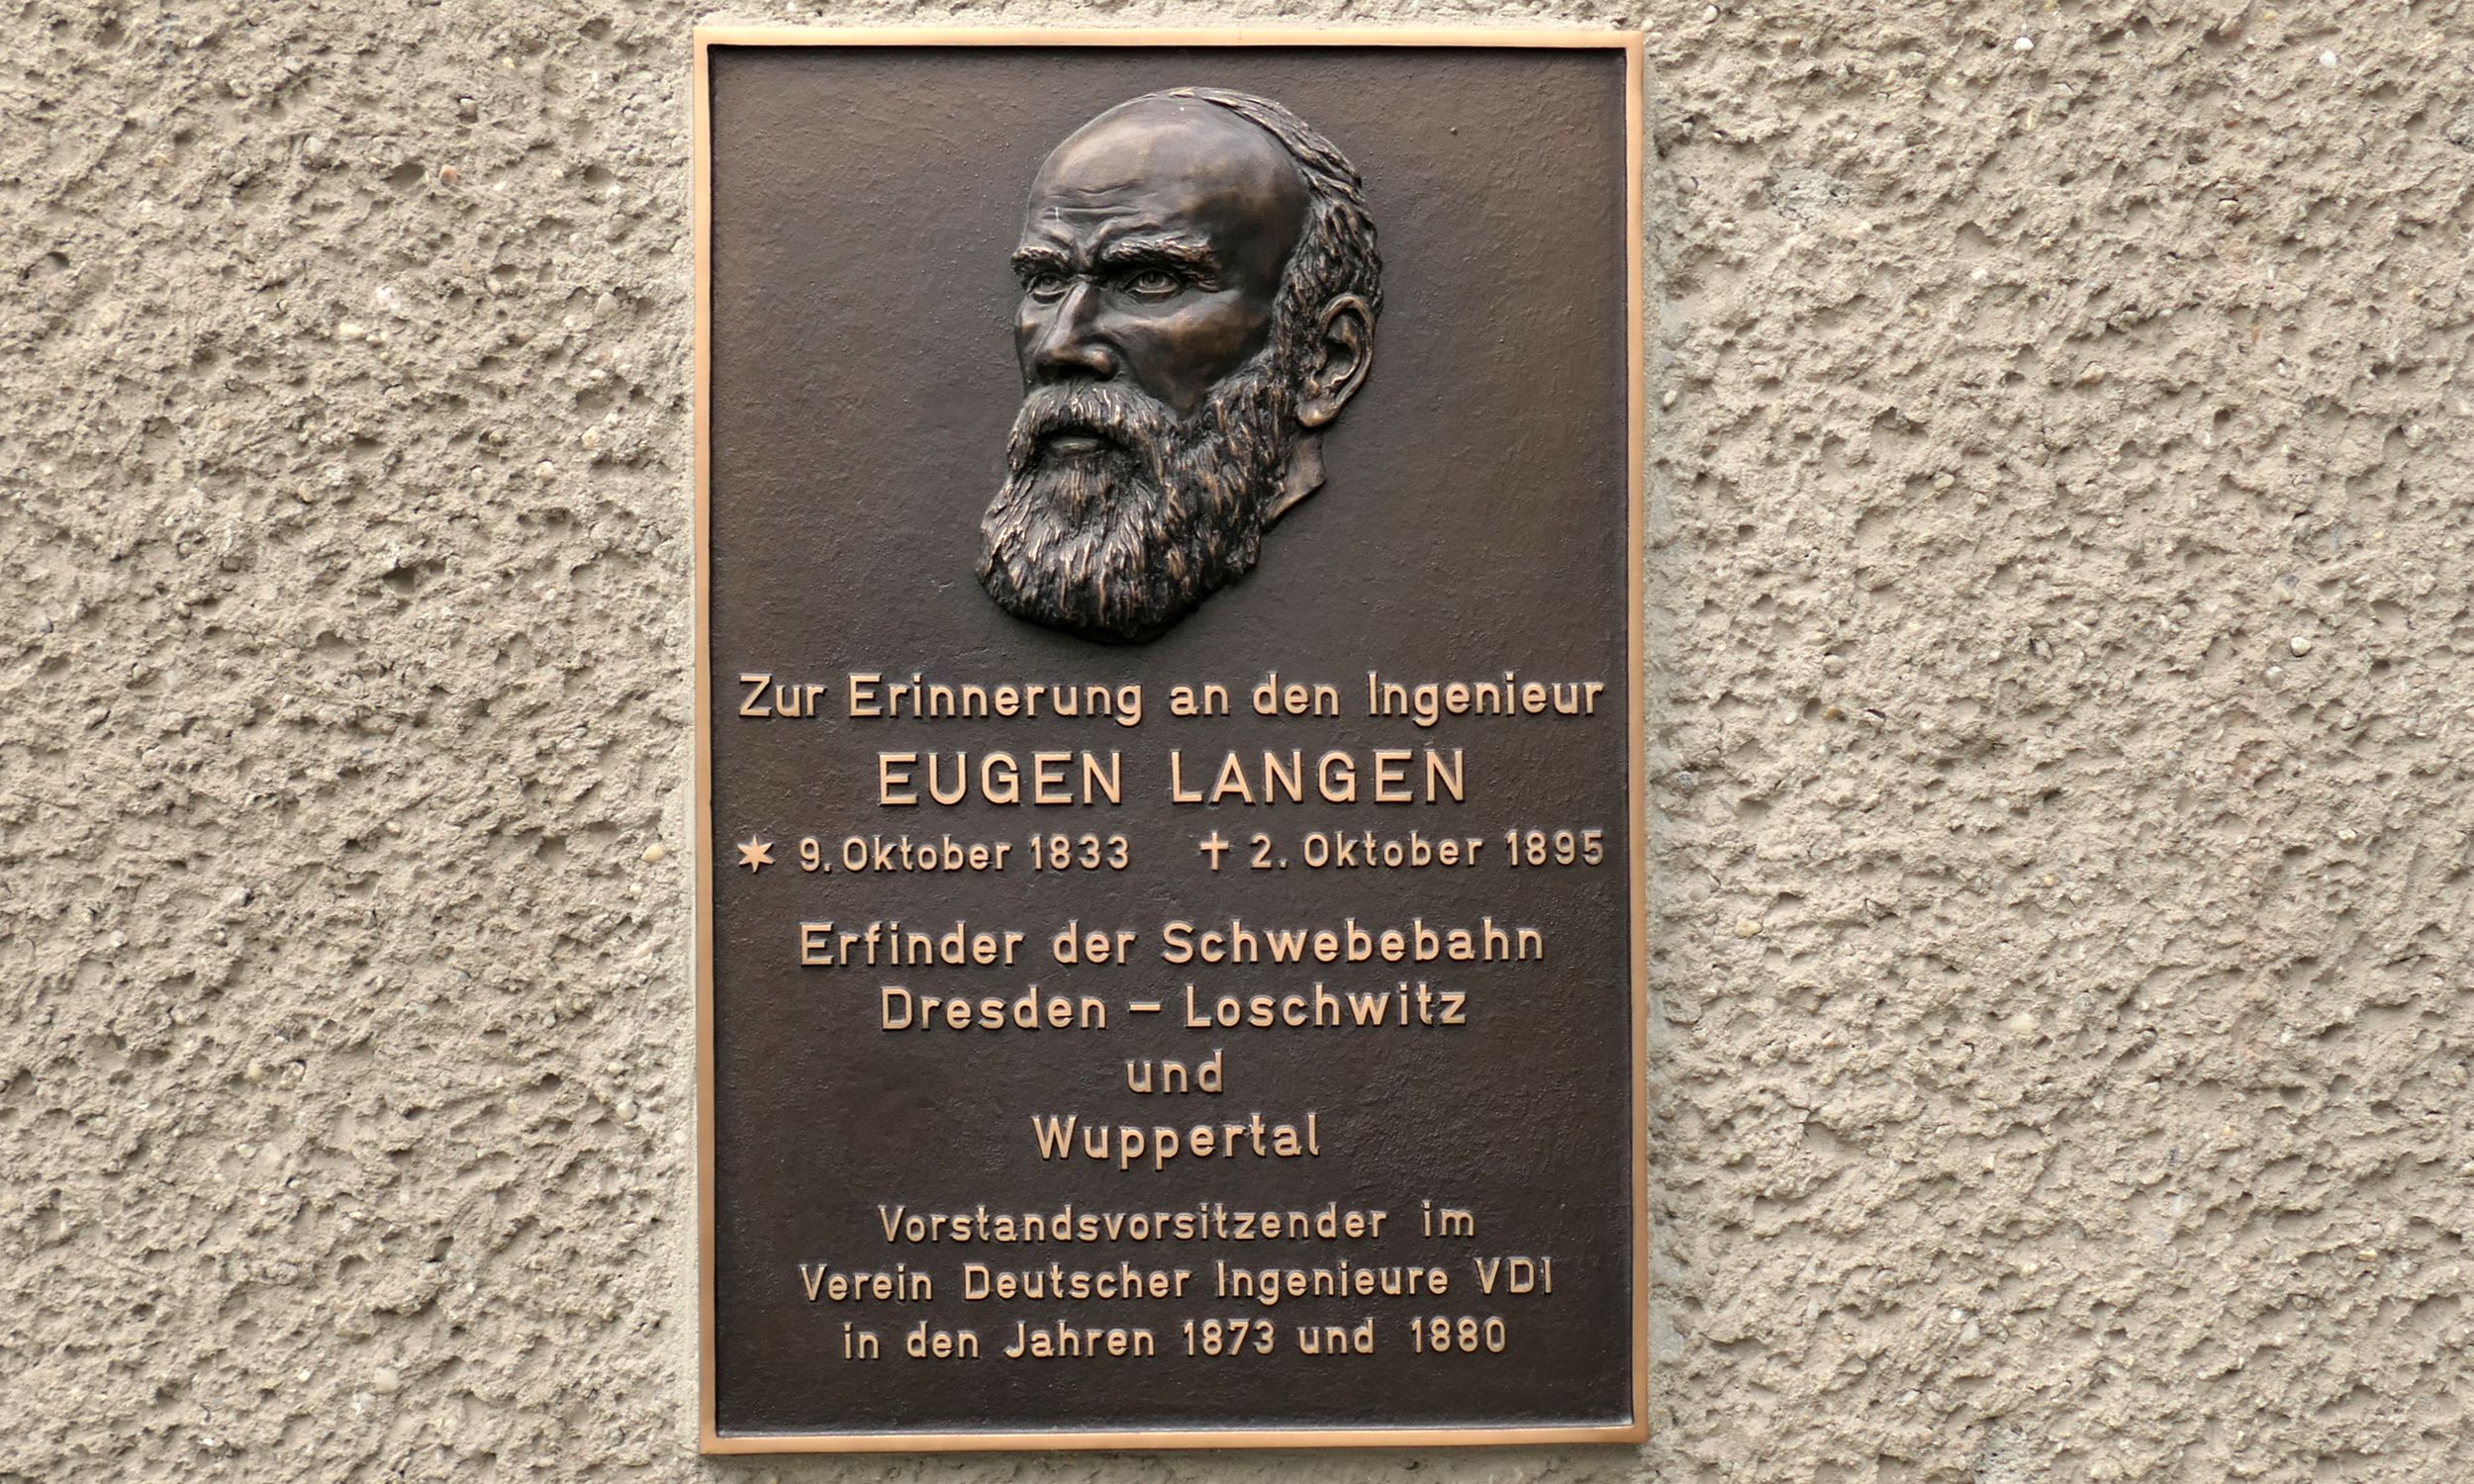 Zur Erinnerung an den Ingenieur
EUGEN LANGEN
✶ 9. Oktober 1833 † 2. Oktober 1895
Erfinder der Schwebebahn
Dresden – Loschwitz
und
Wuppertal
Vorstandsvorsitzender im
Verein Deutscher Ingenieure VDI
in den Jahren 1873 und 1880